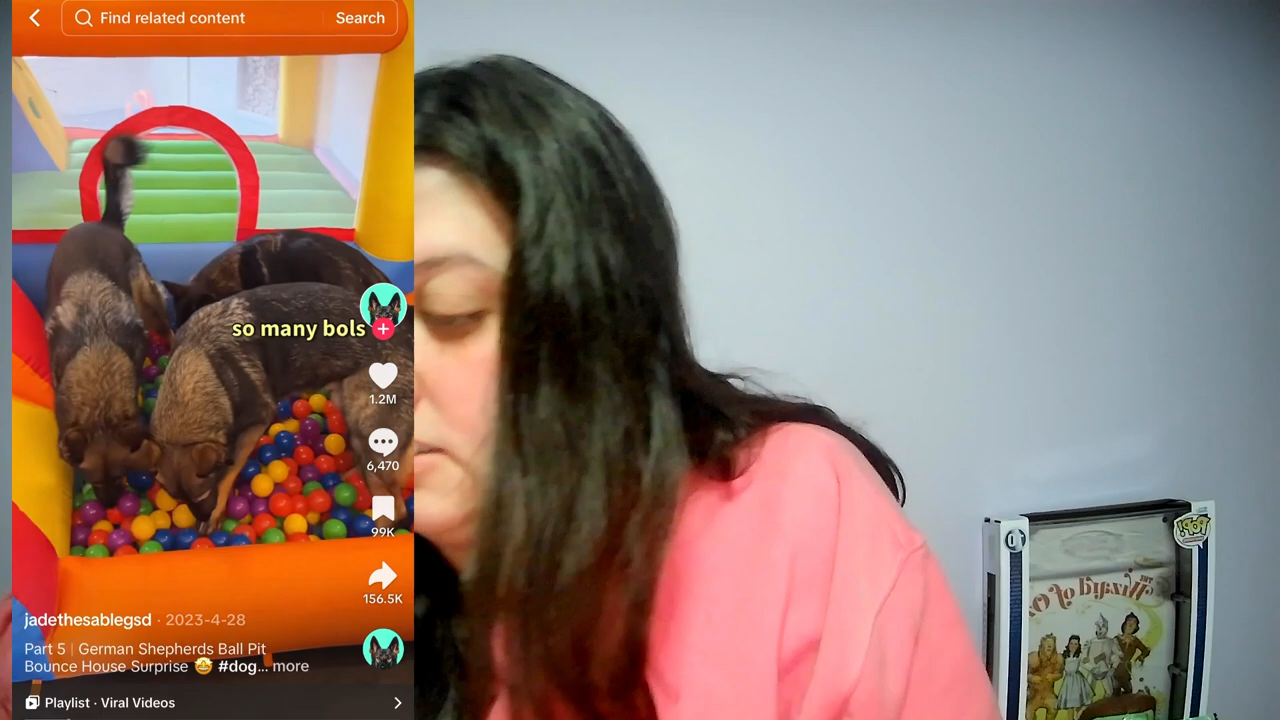 Find related content
Search
so many bols
1.2M
6,470
99K
156.5K
jadethesablegsd · 2023-4-28
Part 5 | German Shepherds Ball Pit
Bounce House Surprise 🤩 #dog... more
Playlist · Viral Videos
POP!
THE
Wizard of Oz